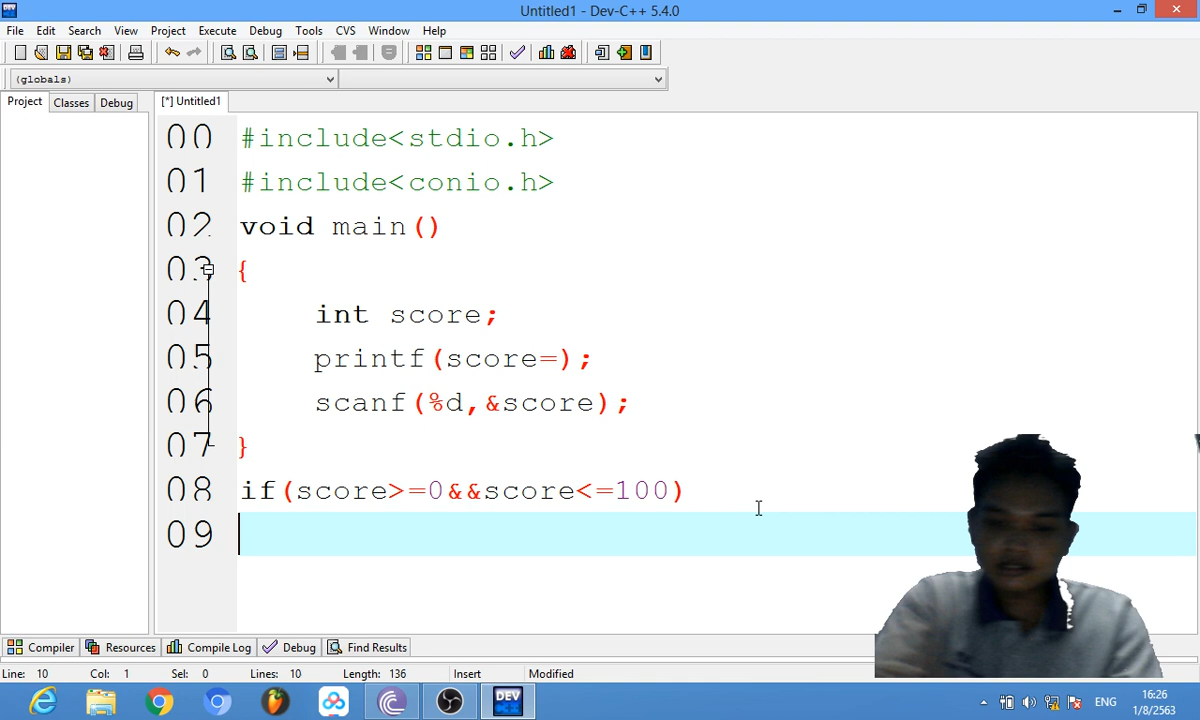 Untitled1 - Dev-C++ 5.4.0
File Edit Search View Project Execute Debug Tools CVS Window Help
(globals)
Project Classes Debug [*] Untitled1
00 #include<stdio.h>
01 #include<conio.h>
02 void main()
03 {
04 int score;
05 printf(score=);
06 scanf(%d,&score);
07 }
08 if(score>=0&&score<=100)
09
Compiler Resources Compile Log Debug Find Results
Line: 10 Col: 1 Sel: 0 Lines: 10 Length: 136 Insert Modified
DEV
ENG
16:26
1/8/2563